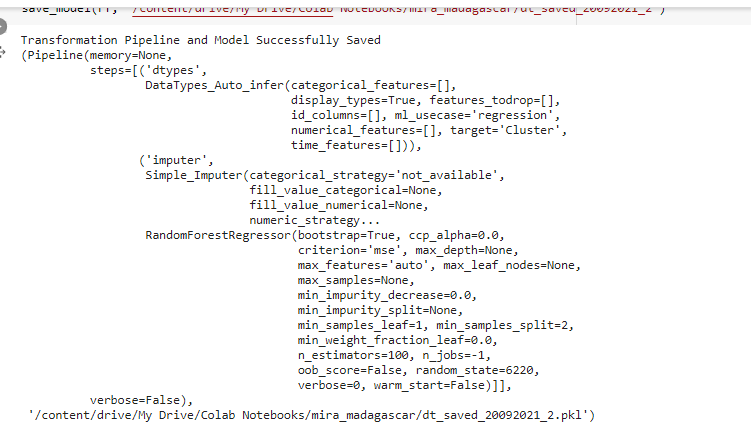 save_model(rf, '/content/drive/My Drive/Colab Notebooks/mira_madagascar/dt_saved_20092021_2')
Transformation Pipeline and Model Successfully Saved
(Pipeline(memory=None,
steps=[('dtypes',
DataTypes_Auto_infer(categorical_features=[],
display_types=True, features_todrop=[],
id_columns=[], ml_usecase='regression',
numerical_features=[], target='Cluster',
time_features=[])),
('imputer',
Simple_Imputer(categorical_strategy='not_available',
fill_value_categorical=None,
fill_value_numerical=None,
numeric_strategy...
RandomForestRegressor(bootstrap=True, ccp_alpha=0.0,
criterion='mse', max_depth=None,
max_features='auto', max_leaf_nodes=None,
max_samples=None,
min_impurity_decrease=0.0,
min_impurity_split=None,
min_samples_leaf=1, min_samples_split=2,
min_weight_fraction_leaf=0.0,
n_estimators=100, n_jobs=-1,
oob_score=False, random_state=6220,
verbose=0, warm_start=False)]],
verbose=False),
'/content/drive/My Drive/Colab Notebooks/mira_madagascar/dt_saved_20092021_2.pkl')